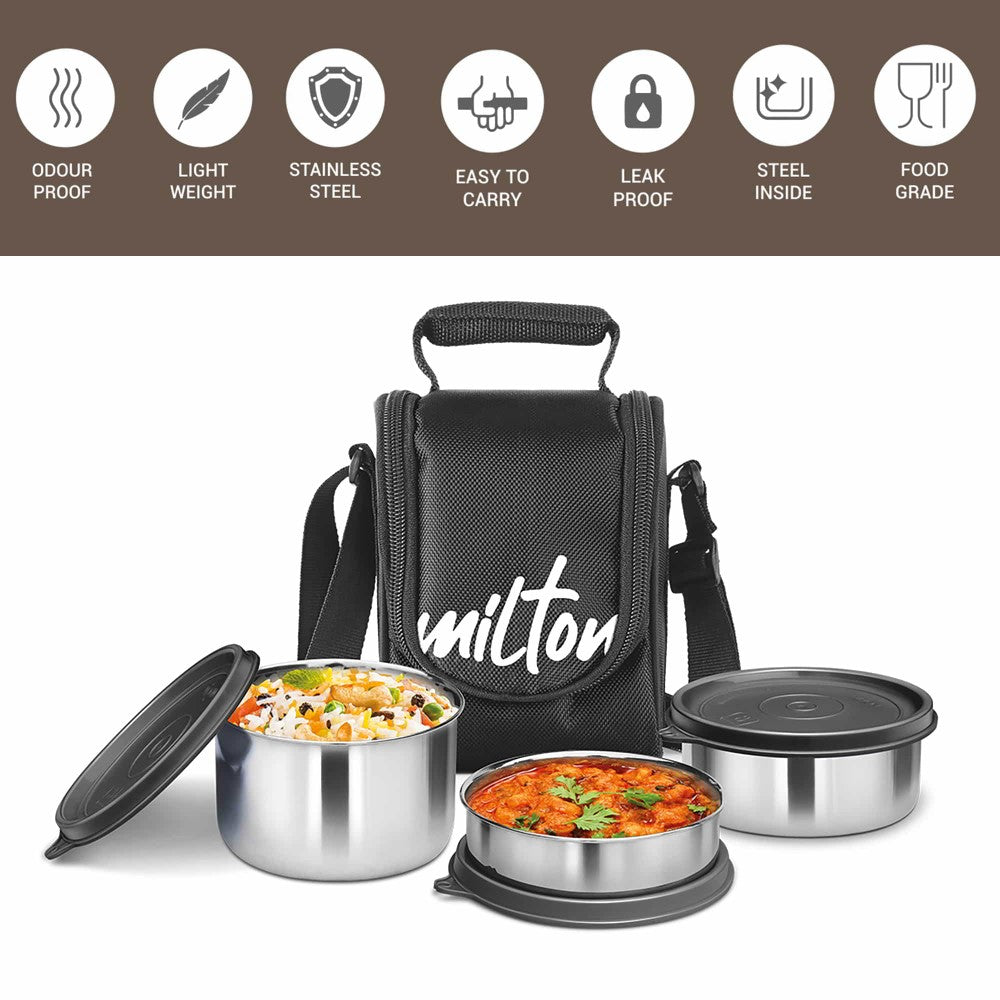 ODOUR
PROOF
LIGHT
WEIGHT
STAINLESS
STEEL
EASY TO
CARRY
LEAK
PROOF
STEEL
INSIDE
FOOD
GRADE
milton